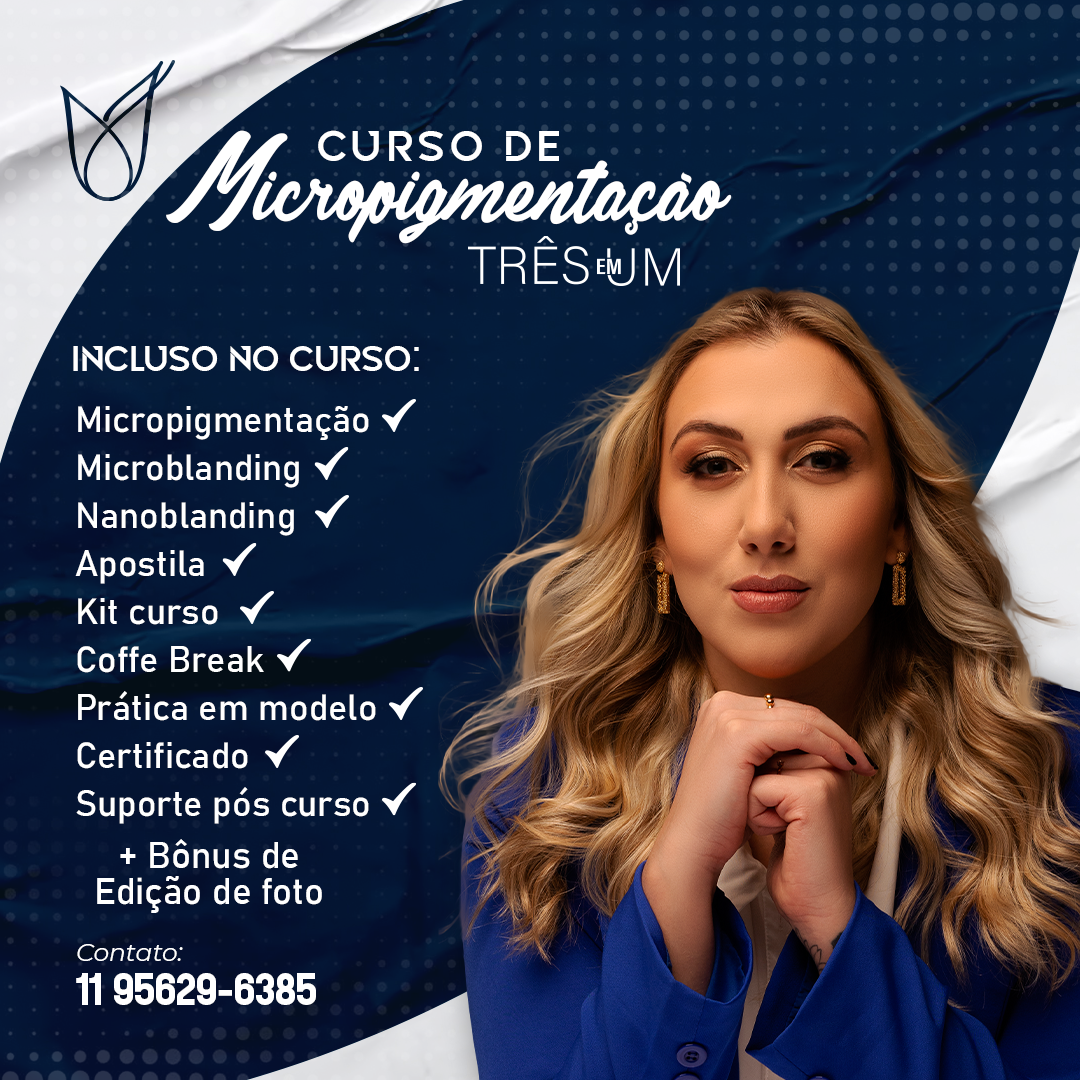 CURSO DE
Micropigmentação
TRÊS EM UM
INCLUSO NO CURSO:
Micropigmentação
Microblanding
Nanoblanding
Apostila
Kit curso
Coffe Break
Prática em modelo
Certificado
Suporte pós curso
+ Bônus de
Edição de foto
Contato:
11 95629-6385